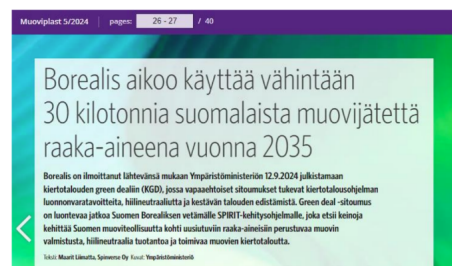 Muoviplast 5/2024 pages: 26 - 27 / 40
Borealis aikoo käyttää vähintään
30 kilotonnia suomalaista muovijätettä
raaka-aineena vuonna 2035
Borealis on ilmoittanut lähtevänsä mukaan Ympäristöministeriön 12.9.2024 julkistamaan
kiertotalouden green dealiin (KGD), jossa vapaaehtoiset sitoumukset tukevat kiertotalousohjelman
luonnonvaratavoitteita, hiilineutraaliutta ja kestävän talouden edistämistä. Green deal -sitoumus
on luontevaa jatkoa Suomen Borealiksen vetämälle SPIRIT-kehitysohjelmalle, joka etsii keinoja
kehittää Suomen muoviteollisuutta kohti uusiutuviin raaka-aineisiin perustuvaa muovin
valmistusta, hiilineutraalia tuotantoa ja toimivaa muovien kiertotaloutta.
Teksti: Maarit Liimatta, Spinverse Oy Kuvat: Ympäristöministeriö